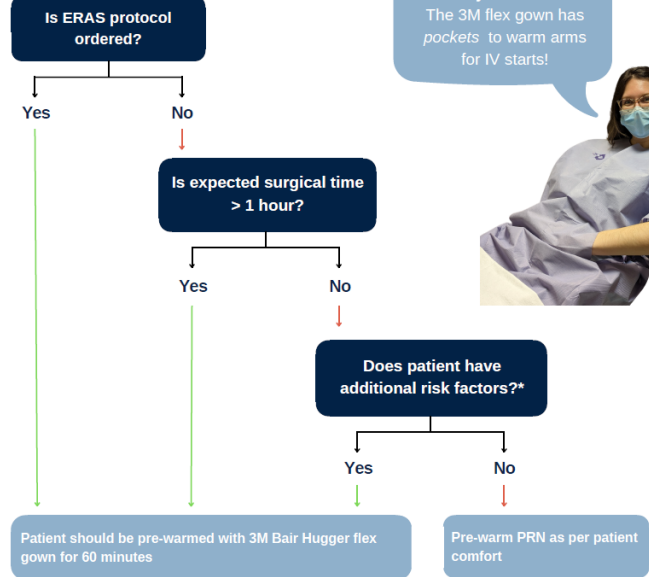 Is ERAS protocol
ordered?
The 3M flex gown has
pockets to warm arms
for IV starts!
Yes
No
Is expected surgical time
> 1 hour?
Yes
No
Does patient have
additional risk factors?*
Yes
No
Patient should be pre-warmed with 3M Bair Hugger flex
gown for 60 minutes
Pre-warm PRN as per patient
comfort